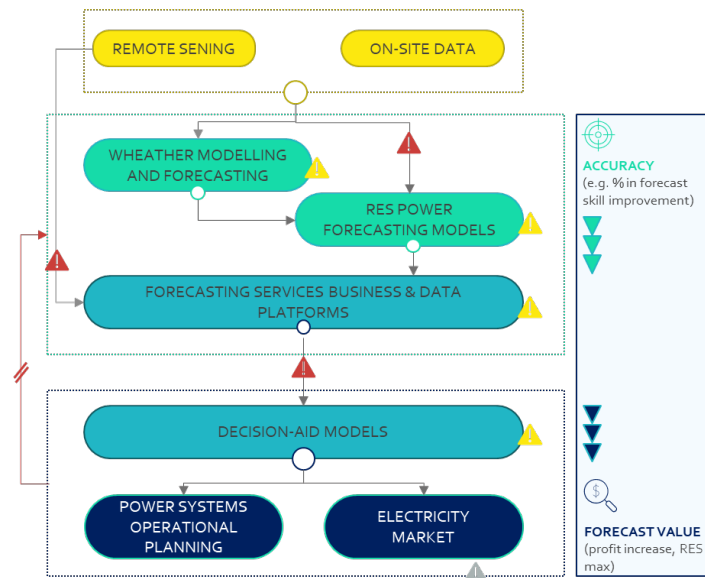 REMOTE SENING
ON-SITE DATA
WHEATHER MODELLING
AND FORECASTING
RES POWER
FORECASTING MODELS
FORECASTING SERVICES BUSINESS & DATA
PLATFORMS
DECISION-AID MODELS
POWER SYSTEMS
OPERATIONAL
PLANNING
ELECTRICITY
MARKET
ACCURACY
(e.g. % in forecast
skill improvement)
$
FORECAST VALUE
(profit increase, RES
max)